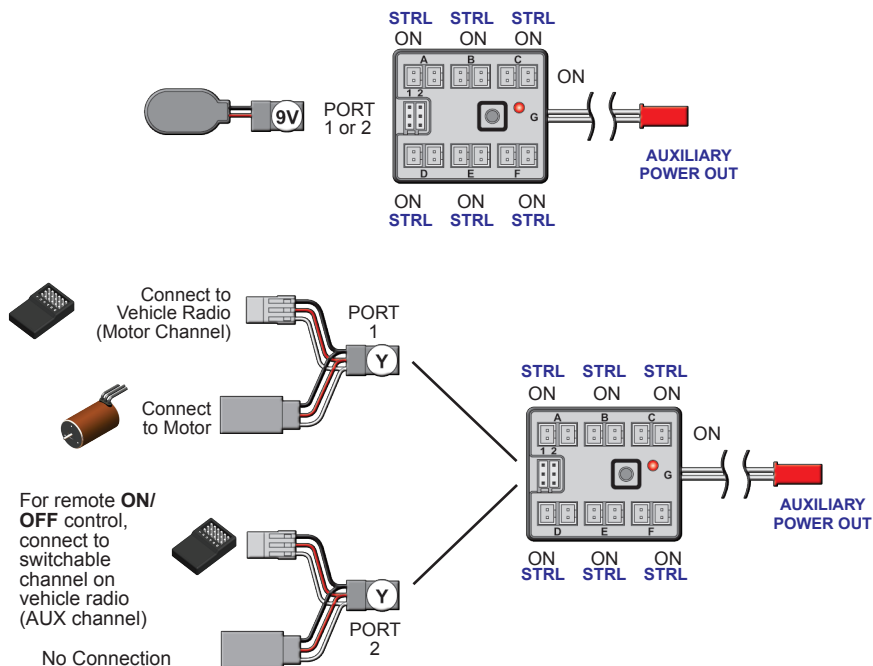 STRL STRL STRL
ON ON ON
A B C
ON
1 2
9V
PORT
1 or 2
G
AUXILIARY
POWER OUT
D E F
ON ON ON
STRL STRL STRL
Connect to
Vehicle Radio
(Motor Channel)
PORT
1
Y
Connect
to Motor
STRL STRL STRL
ON ON ON
A B C
ON
1 2
G
AUXILIARY
POWER OUT
D E F
ON ON ON
STRL STRL STRL
For remote ON/
OFF control,
connect to
switchable
channel on
vehicle radio
(AUX channel)
Y
PORT
2
No Connection